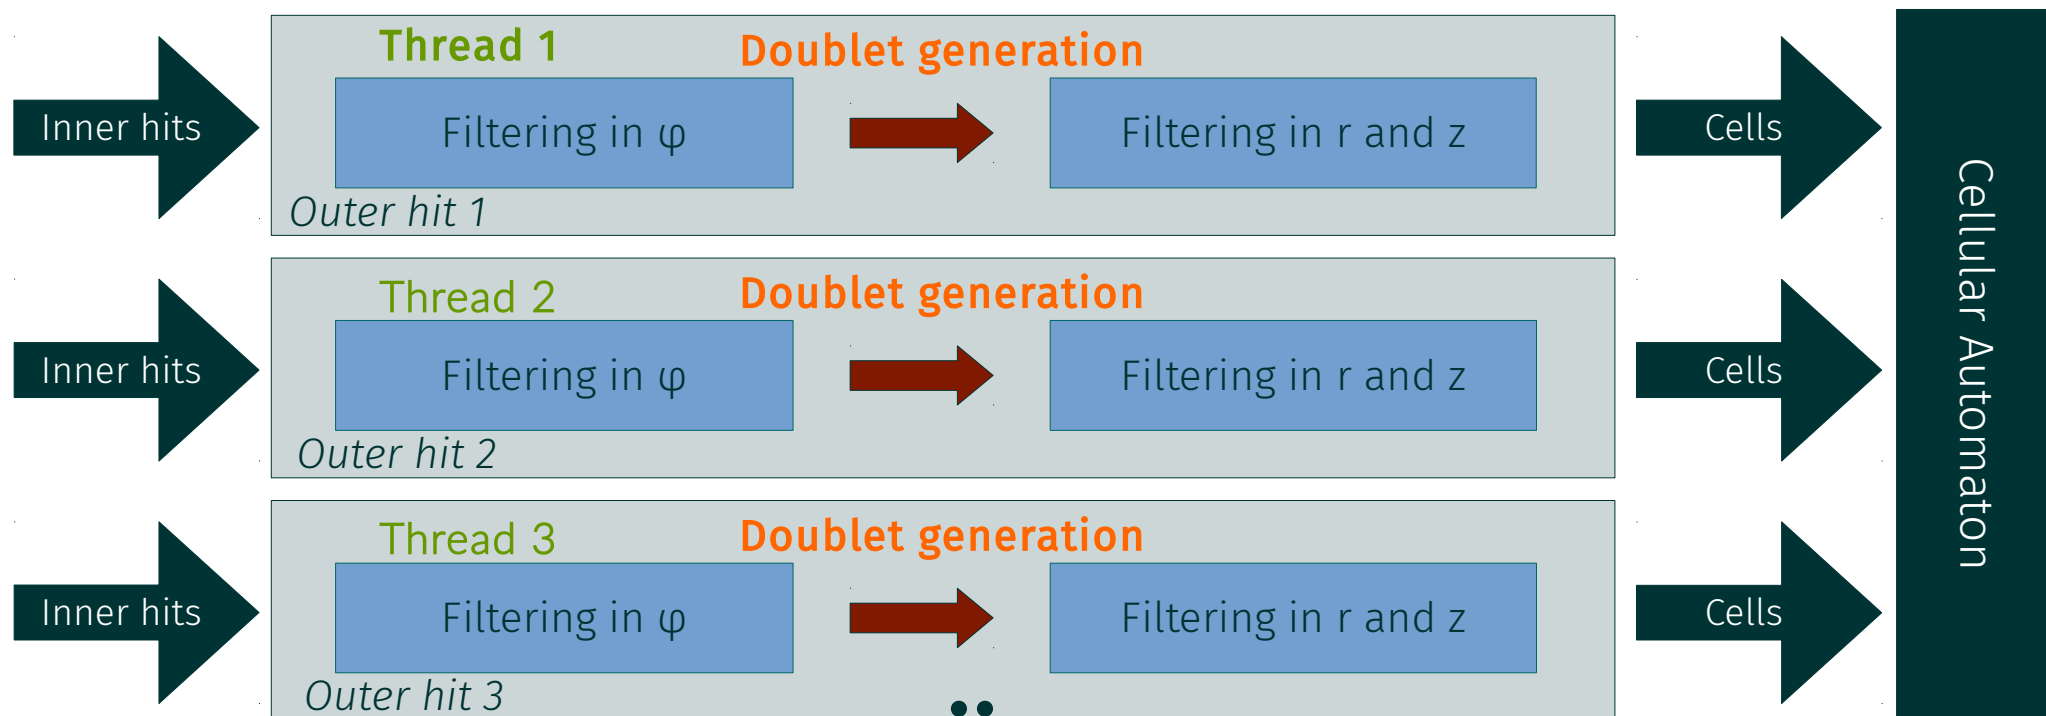 Thread 1
Doublet generation
Inner hits
Filtering in φ
Filtering in r and z
Cells
Outer hit 1
Thread 2
Doublet generation
Inner hits
Filtering in φ
Filtering in r and z
Cells
Outer hit 2
Thread 3
Doublet generation
Inner hits
Filtering in φ
Filtering in r and z
Cells
Outer hit 3
Cellular Automaton